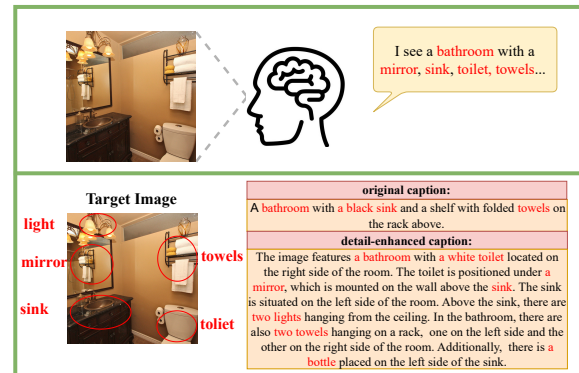 I see a bathroom with a
mirror, sink, toilet, towels...
Target Image
light
mirror
sink
towels
toliet
original caption:
A bathroom with a black sink and a shelf with folded towels on
the rack above.
detail-enhanced caption:
The image features a bathroom with a white toilet located on
the right side of the room. The toilet is positioned under a
mirror, which is mounted on the wall above the sink. The sink
is situated on the left side of the room. Above the sink, there are
two lights hanging from the ceiling. In the bathroom, there are
also two towels hanging on a rack, one on the left side and the
other on the right side of the room. Additionally, there is a
bottle placed on the left side of the sink.